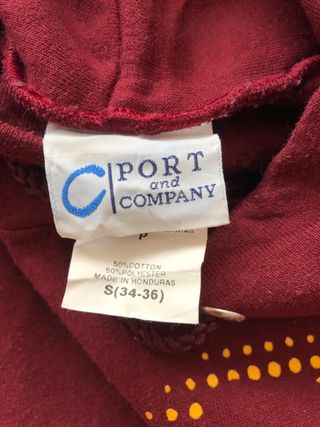 PORT
and
COMPANY
P
50%COTTON
50%POLYESTER
MADE IN HONDURAS
S(34-36)